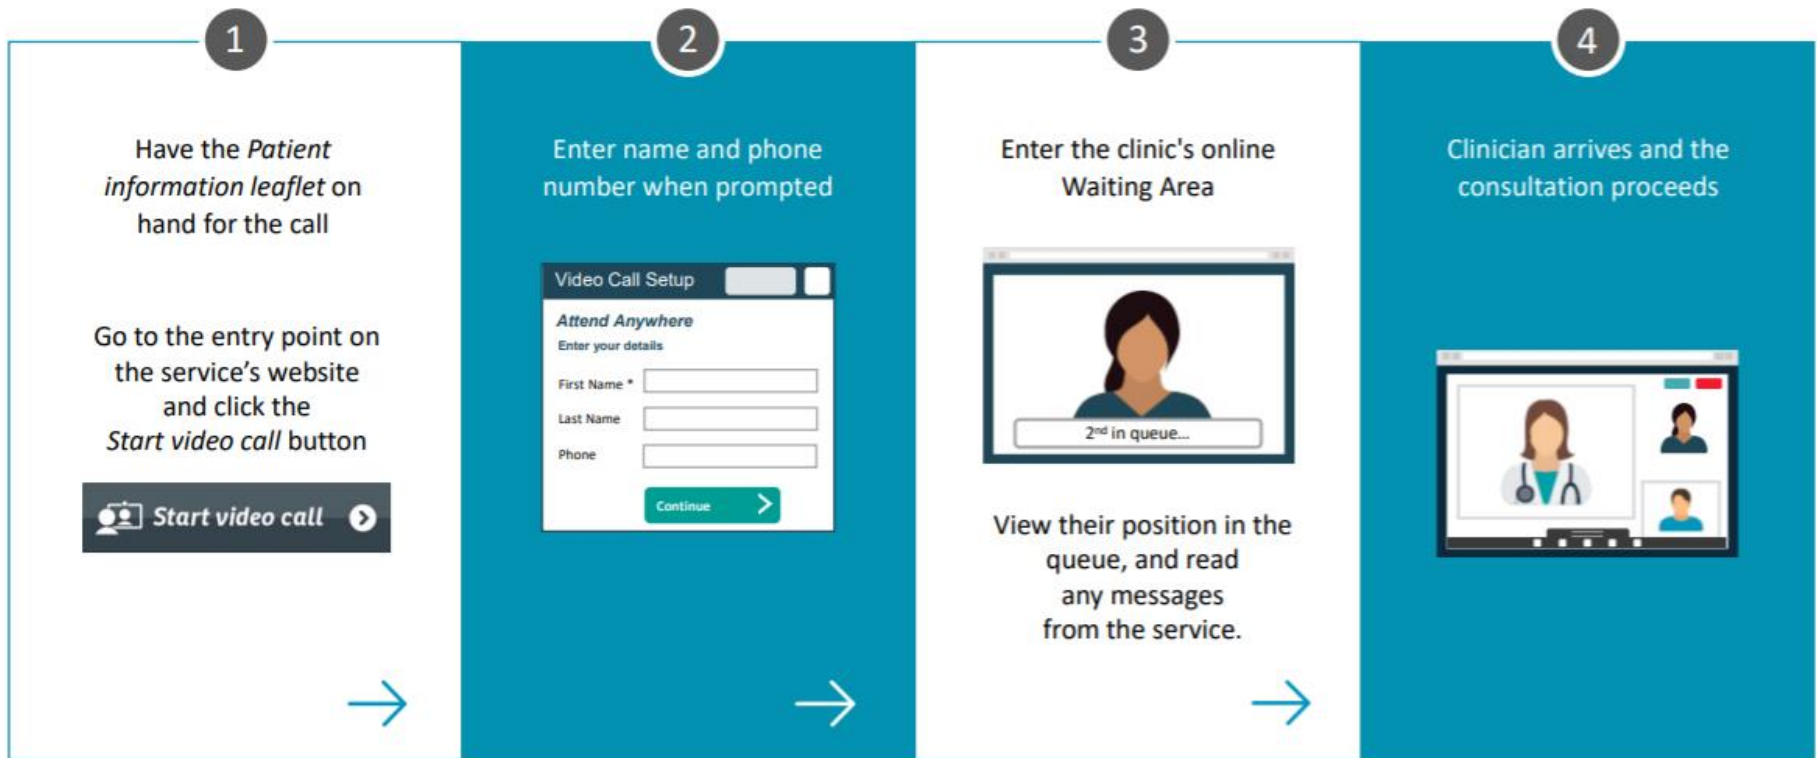 1
Have the Patient
information leaflet on
hand for the call
Go to the entry point on
the service’s website
and click the
Start video call button
Start video call
2
Enter name and phone
number when prompted
Video Call Setup
Attend Anywhere
Enter your details
First Name *
Last Name
Phone
Continue
3
Enter the clinic's online
Waiting Area
2nd in queue...
View their position in the
queue, and read
any messages
from the service.
4
Clinician arrives and the
consultation proceeds